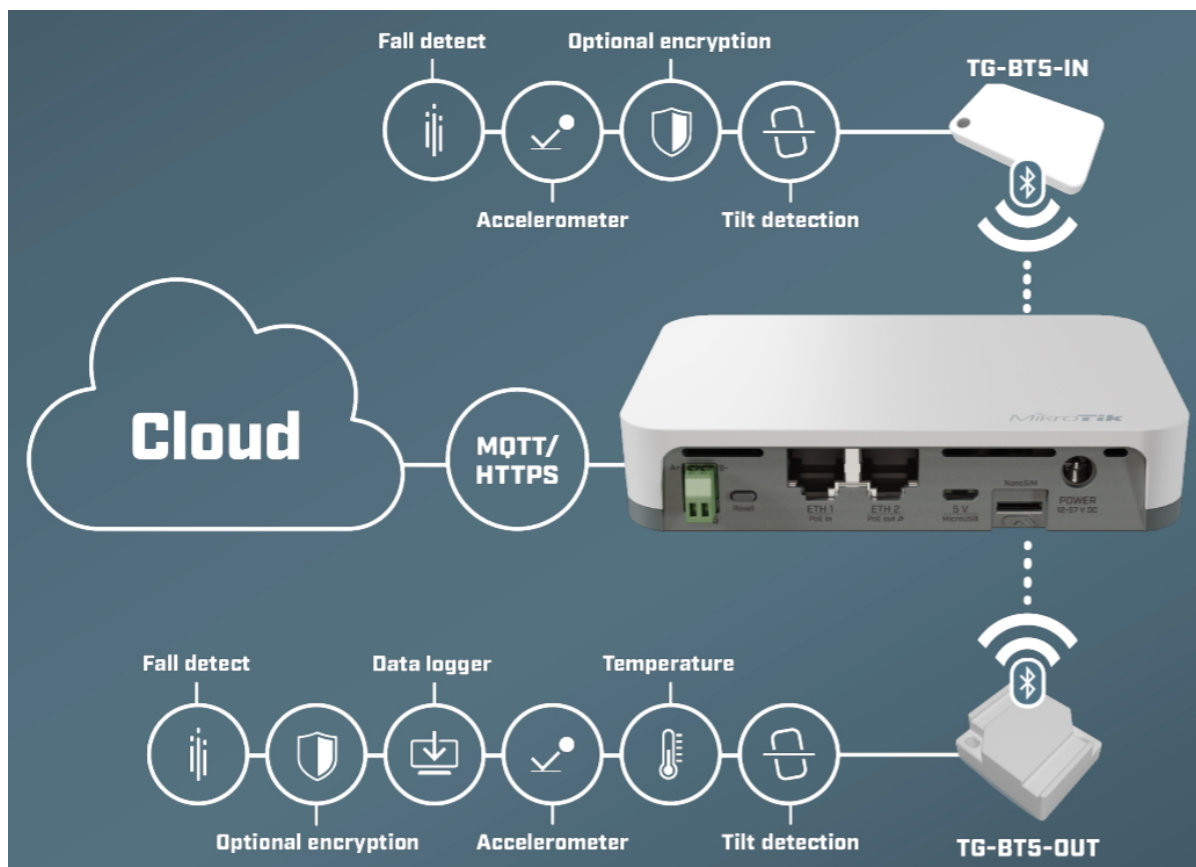 Fall detect
Optional encryption
TG-BT5-IN
Accelerometer
Tilt detection
Cloud
MQTT/
HTTPS
MikroTik
Reset
ETH 1
PoE in
ETH 2
PoE out
5 V
MicroUSB
NanoSIM
POWER
12-57 V DC
Fall detect
Data logger
Temperature
Optional encryption
Accelerometer
Tilt detection
TG-BT5-OUT